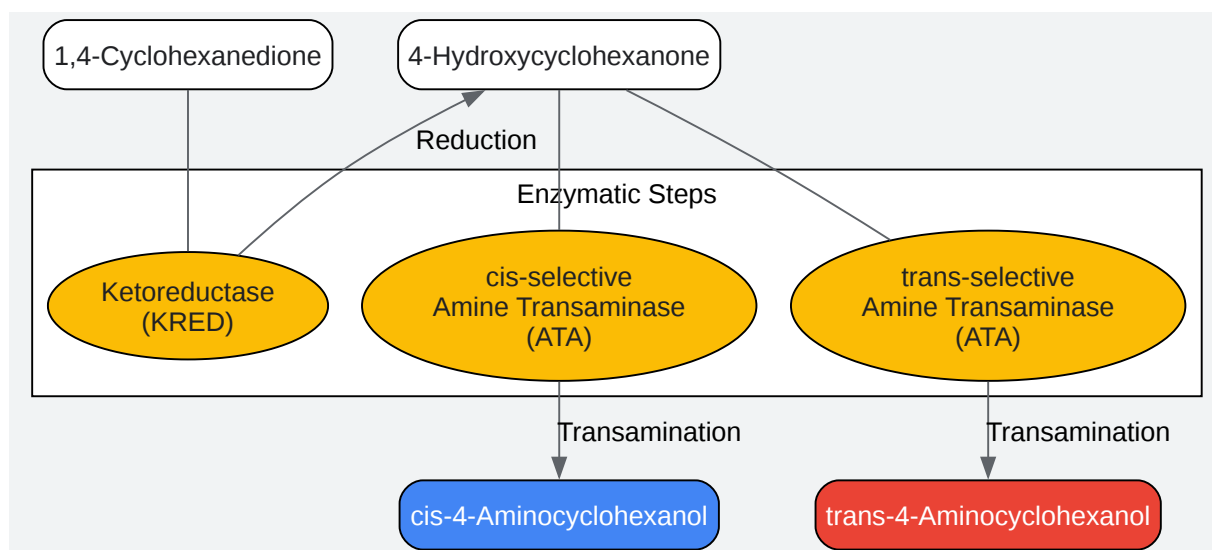 1,4-Cyclohexanedione
4-Hydroxycyclohexanone
Reduction
Enzymatic Steps
Ketoreductase
(KRED)
cis-selective
Amine Transaminase
(ATA)
trans-selective
Amine Transaminase
(ATA)
Transamination
Transamination
cis-4-Aminocyclohexanol
trans-4-Aminocyclohexanol